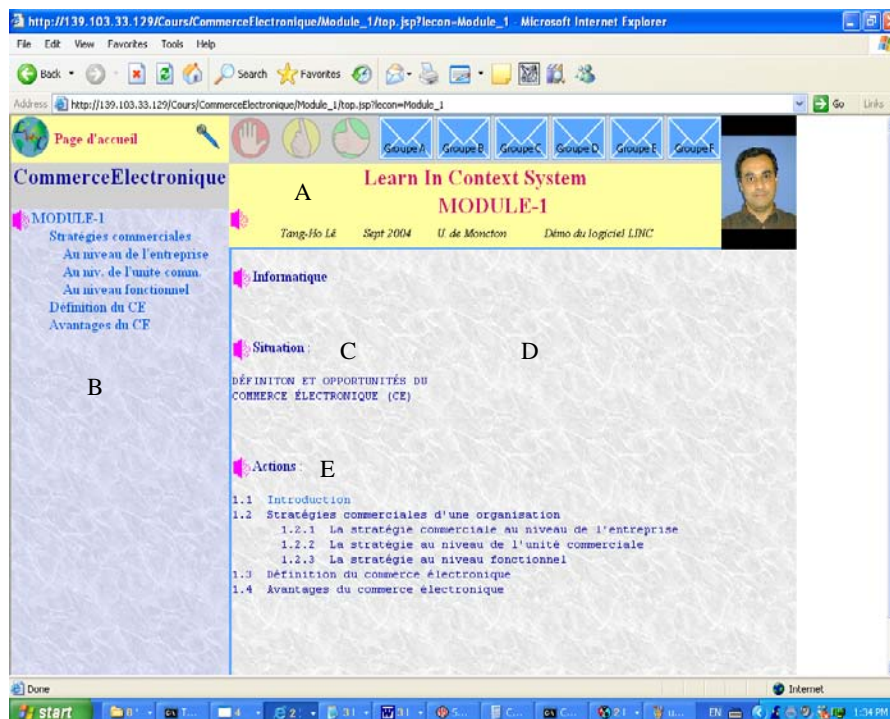 http://139.103.33.129/Cours/CommerceElectronique/Module_1/top.jsp?lecon=Module_1 - Microsoft Internet Explorer
File Edit View Favorites Tools Help
Back Search Favorites
Address http://139.103.33.129/Cours/CommerceElectronique/Module_1/top.jsp?lecon=Module_1 Go Links
Page d'accueil Groupe A Groupe B Groupe C Groupe D Groupe E Groupe F
CommerceElectronique
A Learn In Context System
MODULE-1
Tang-Ho Lê Sept 2004 U. de Moncton Démo du logiciel LINC
MODULE-1
Stratégies commerciales
Au niveau de l'entreprise
Au niv. de l'unité comm.
Au niveau fonctionnel
Définition du CE
Avantages du CE
B
Informatique
Situation : C D
DÉFINITON ET OPPORTUNITÉS DU
COMMERCE ÉLECTRONIQUE (CE)
Actions : E
1.1 Introduction
1.2 Stratégies commerciales d'une organisation
1.2.1 La stratégie commerciale au niveau de l'entreprise
1.2.2 La stratégie au niveau de l'unité commerciale
1.2.3 La stratégie au niveau fonctionnel
1.3 Définition du commerce électronique
1.4 Avantages du commerce électronique
Done Internet
start EN 1:34 PM